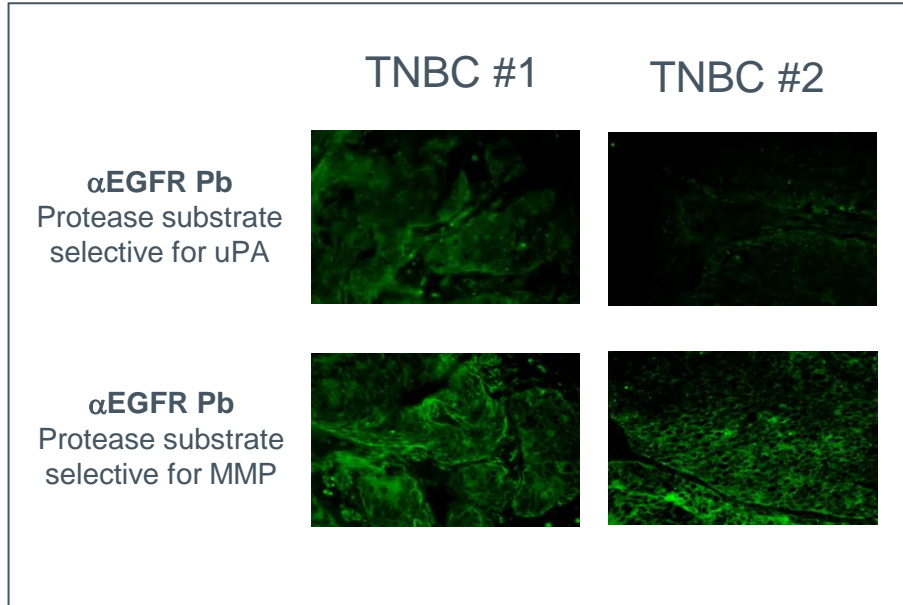 TNBC #1
TNBC #2
αEGFR Pb
Protease substrate
selective for uPA
αEGFR Pb
Protease substrate
selective for MMP